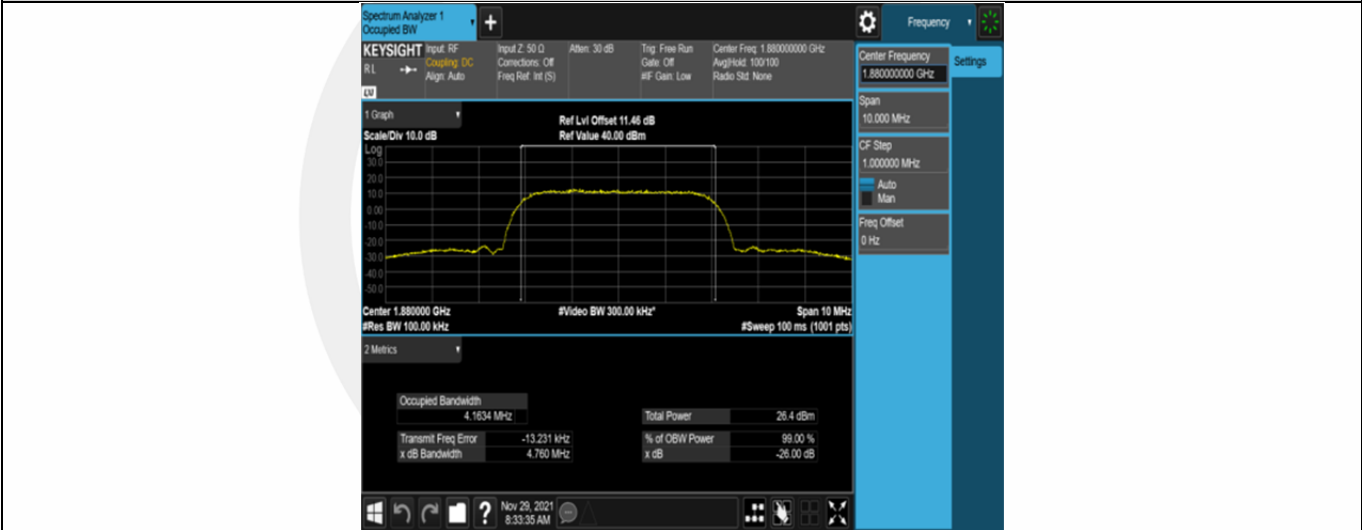 Spectrum Analyzer 1
Occupied BW
+
Frequency
KEYSIGHT Input: RF
Coupling: DC
Align: Auto
Input Z: 50 Ω
Corrections: Off
Freq Ref: Int (S)
Atten: 30 dB
Trig: Free Run
Gate: Off
#IF Gain: Low
Center Freq: 1.880000000 GHz
Avg|Hold: 100/100
Radio Std: None
RL
LXI
Center Frequency
1.880000000 GHz
Settings
Span
10.000 MHz
CF Step
1.000000 MHz
Auto
Man
Freq Offset
0 Hz
1 Graph
Ref Lvl Offset 11.46 dB
Scale/Div 10.0 dB
Ref Value 40.00 dBm
Log
30.0
20.0
10.0
0.00
-10.0
-20.0
-30.0
-40.0
-50.0
Center 1.880000 GHz
#Video BW 300.00 kHz*
Span 10 MHz
#Res BW 100.00 kHz
#Sweep 100 ms (1001 pts)
2 Metrics
Occupied Bandwidth
4.1634 MHz
Total Power 26.4 dBm
Transmit Freq Error -13.231 kHz
% of OBW Power 99.00 %
x dB Bandwidth 4.760 MHz
x dB -26.00 dB
?
Nov 29, 2021
8:33:35 AM